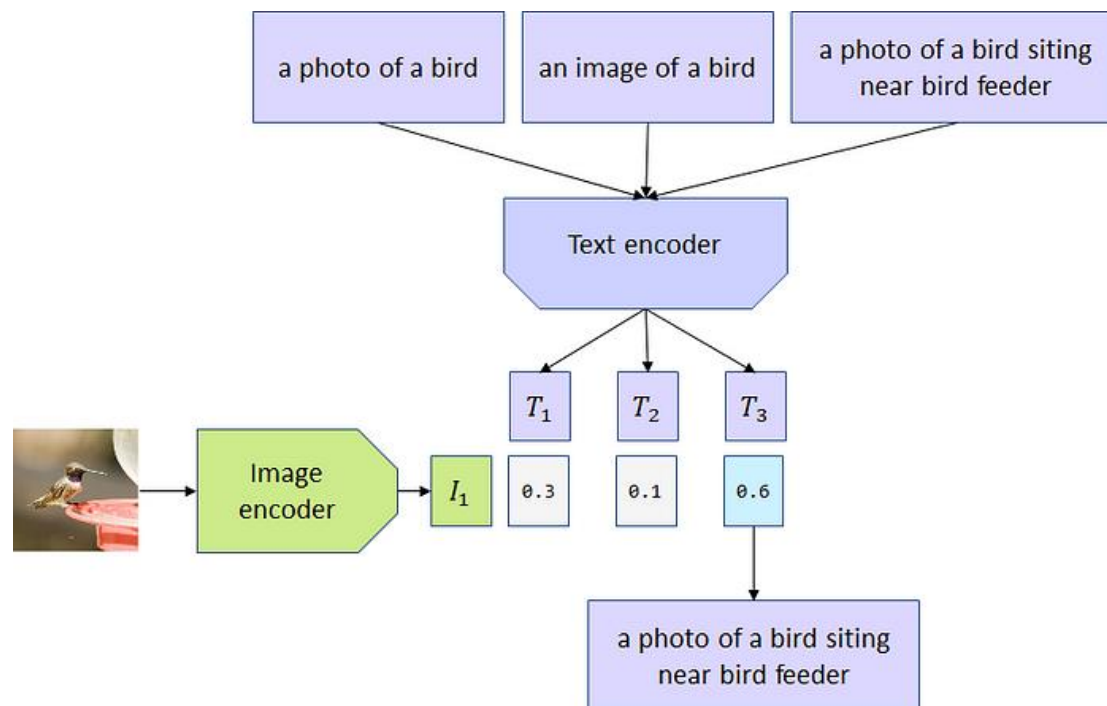 a photo of a bird
an image of a bird
a photo of a bird siting
near bird feeder
Text encoder
T₁
T₂
T₃
Image
encoder
I₁
0.3
0.1
0.6
a photo of a bird siting
near bird feeder